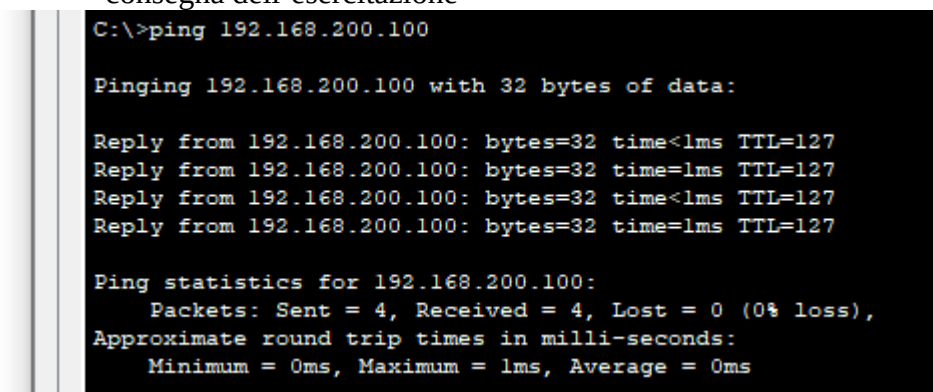 consegna dell'esercitazione
C:\>ping 192.168.200.100
Pinging 192.168.200.100 with 32 bytes of data:
Reply from 192.168.200.100: bytes=32 time<1ms TTL=127
Reply from 192.168.200.100: bytes=32 time=1ms TTL=127
Reply from 192.168.200.100: bytes=32 time<1ms TTL=127
Reply from 192.168.200.100: bytes=32 time=1ms TTL=127
Ping statistics for 192.168.200.100:
Packets: Sent = 4, Received = 4, Lost = 0 (0% loss),
Approximate round trip times in milli-seconds:
Minimum = 0ms, Maximum = 1ms, Average = 0ms